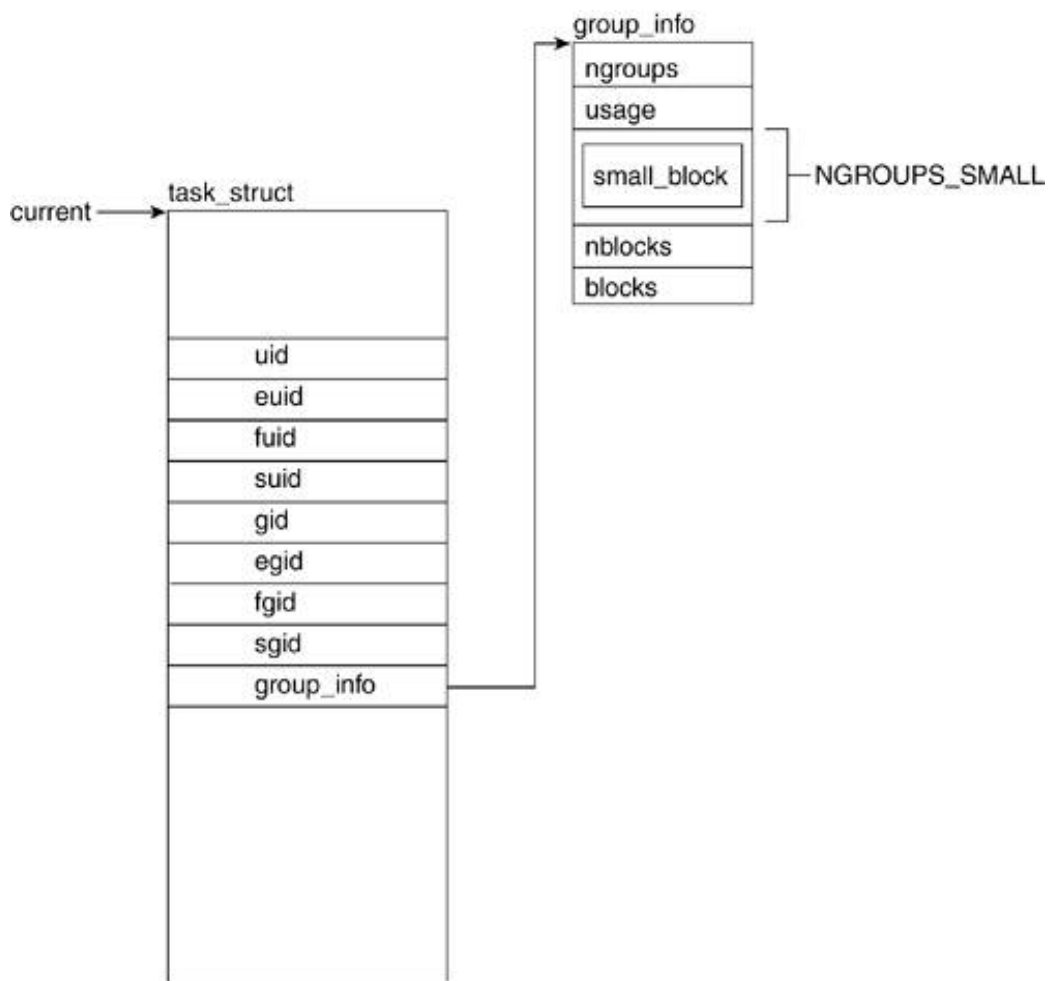 group_info
ngroups
usage
small_block
NGROUPS_SMALL
nblocks
blocks
task_struct
current
uid
euid
fuid
suid
gid
egid
fgid
sgid
group_info